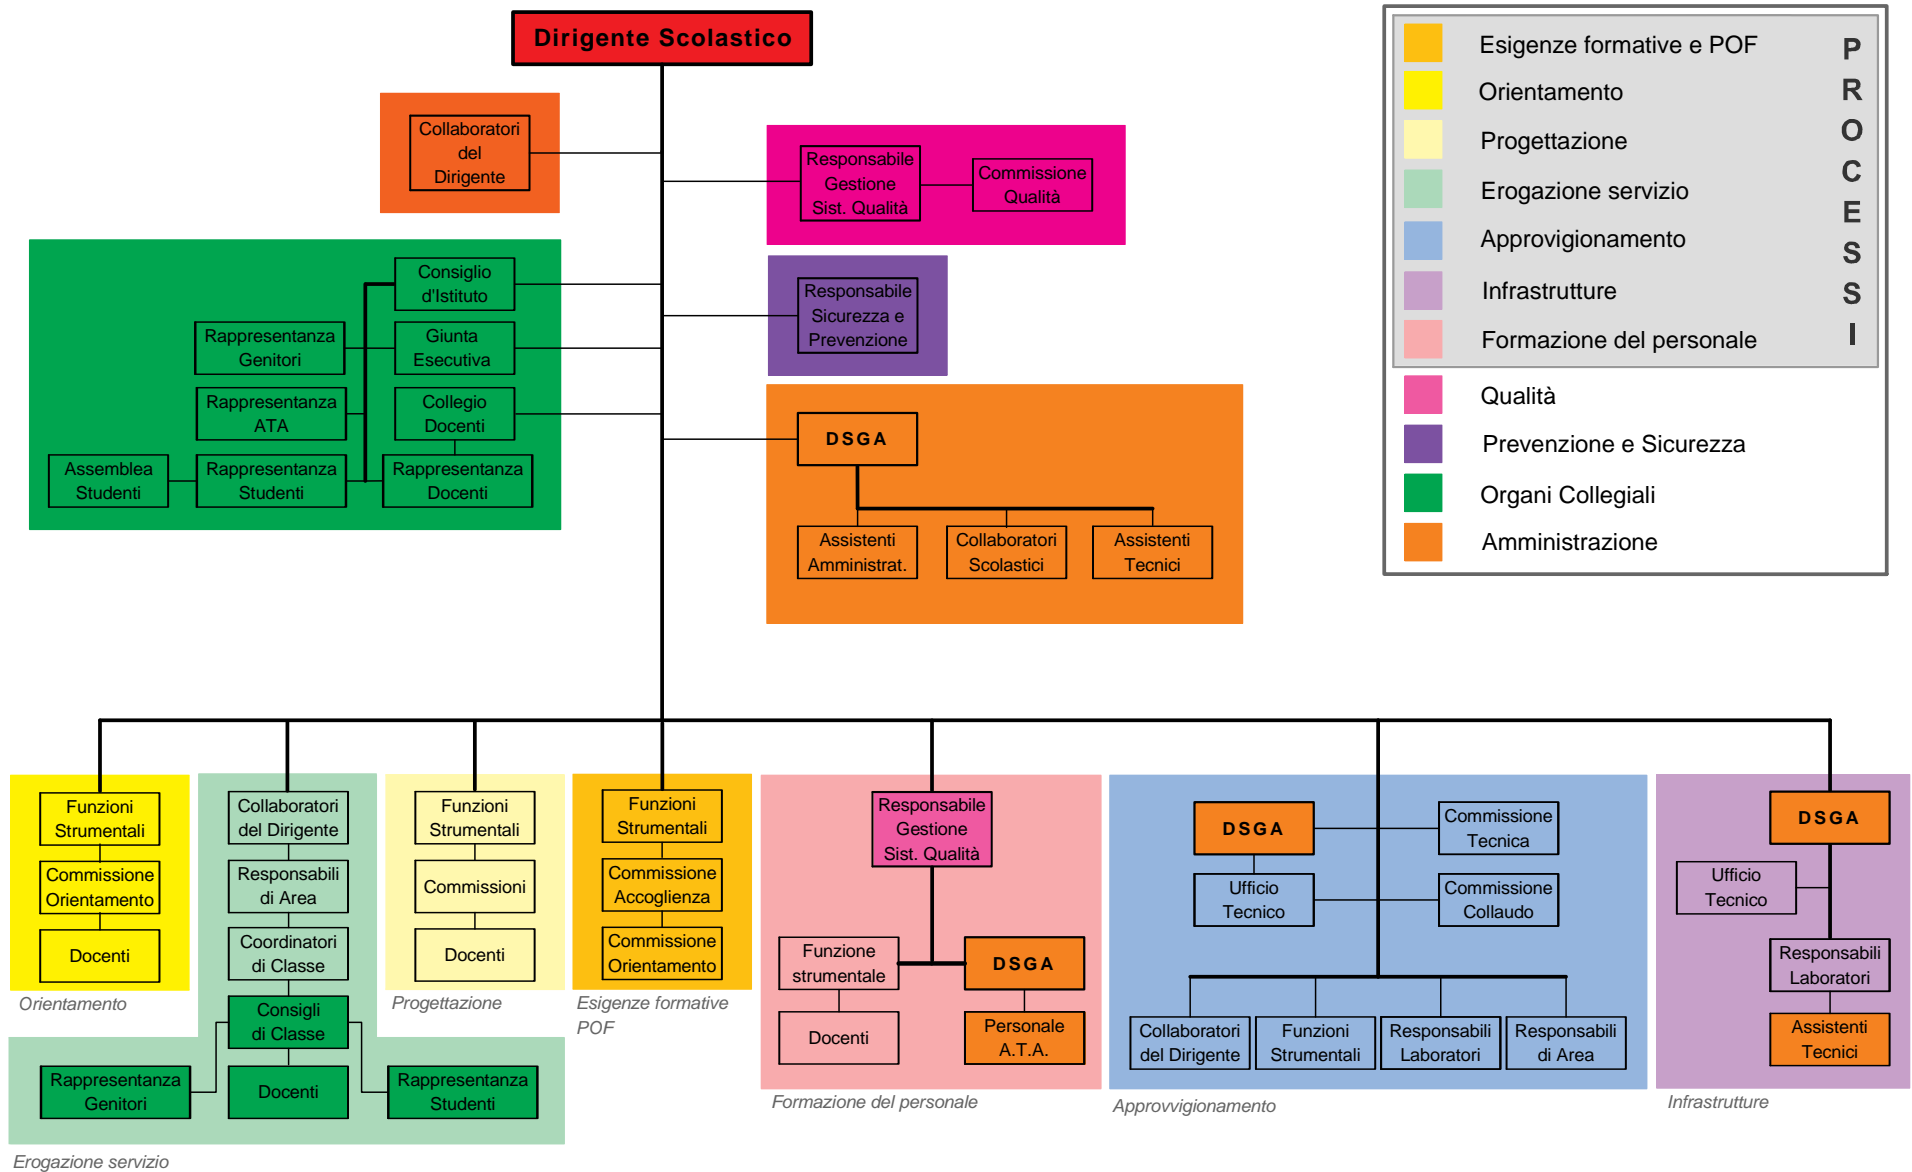 Dirigente Scolastico
Collaboratori
del
Dirigente
Responsabile
Gestione
Sist. Qualità
Commissione
Qualità
Consiglio
d'Istituto
Rappresentanza
Genitori
Giunta
Esecutiva
Rappresentanza
ATA
Collegio
Docenti
Assemblea
Studenti
Rappresentanza
Studenti
Rappresentanza
Docenti
Responsabile
Sicurezza e
Prevenzione
DSGA
Assistenti
Amministrat.
Collaboratori
Scolastici
Assistenti
Tecnici
Esigenze formative e POF
Orientamento
Progettazione
Erogazione servizio
Approvigionamento
Infrastrutture
Formazione del personale
PROCESSI
Qualità
Prevenzione e Sicurezza
Organi Collegiali
Amministrazione
Funzioni
Strumentali
Commissione
Orientamento
Docenti
Orientamento
Collaboratori
del Dirigente
Responsabili
di Area
Coordinatori
di Classe
Consigli
di Classe
Rappresentanza
Genitori
Docenti
Rappresentanza
Studenti
Erogazione servizio
Funzioni
Strumentali
Commissioni
Docenti
Progettazione
Funzioni
Strumentali
Commissione
Accoglienza
Commissione
Orientamento
Esigenze formative
POF
Responsabile
Gestione
Sist. Qualità
Funzione
strumentale
DSGA
Docenti
Personale
A.T.A.
Formazione del personale
DSGA
Commissione
Tecnica
Ufficio
Tecnico
Commissione
Collaudo
Collaboratori
del Dirigente
Funzioni
Strumentali
Responsabili
Laboratori
Responsabili
di Area
Approvvigionamento
DSGA
Ufficio
Tecnico
Responsabili
Laboratori
Assistenti
Tecnici
Infrastrutture